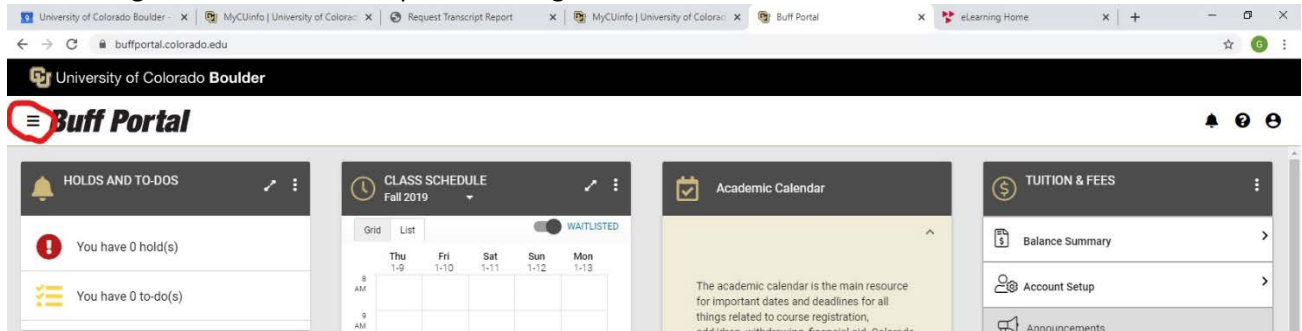 University of Colorado Boulder - MyCUinfo | University of Colora Request Transcript Report MyCUinfo | University of Colora Buff Portal eLearning Home
buffportal.colorado.edu
G
University of Colorado Boulder
Buff Portal
HOLDS AND TO-DOS
You have 0 hold(s)
You have 0 to-do(s)
CLASS SCHEDULE
Fall 2019
Grid List WAITLISTED
Thu Fri Sat Sun Mon
1-9 1-10 1-11 1-12 1-13
8
AM
9
AM
Academic Calendar
The academic calendar is the main resource
for important dates and deadlines for all
things related to course registration,
TUITION & FEES
Balance Summary
Account Setup
Announcements